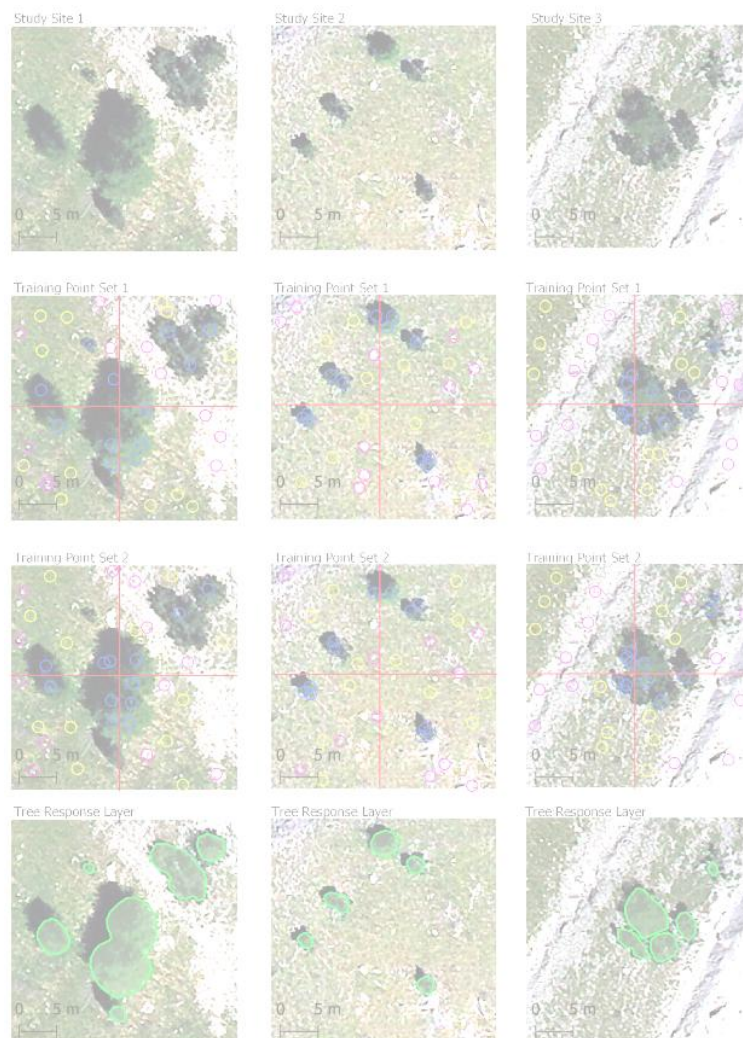 Study Site 1
Study Site 2
Study Site 3
0 5 m
0 5 m
0 5 m
Training Point Set 1
Training Point Set 1
Training Point Set 1
0 5 m
0 5 m
0 5 m
Training Point Set 2
Training Point Set 2
Training Point Set 2
0 5 m
0 5 m
0 5 m
Tree Response Layer
Tree Response Layer
Tree Response Layer
0 5 m
0 5 m
0 5 m